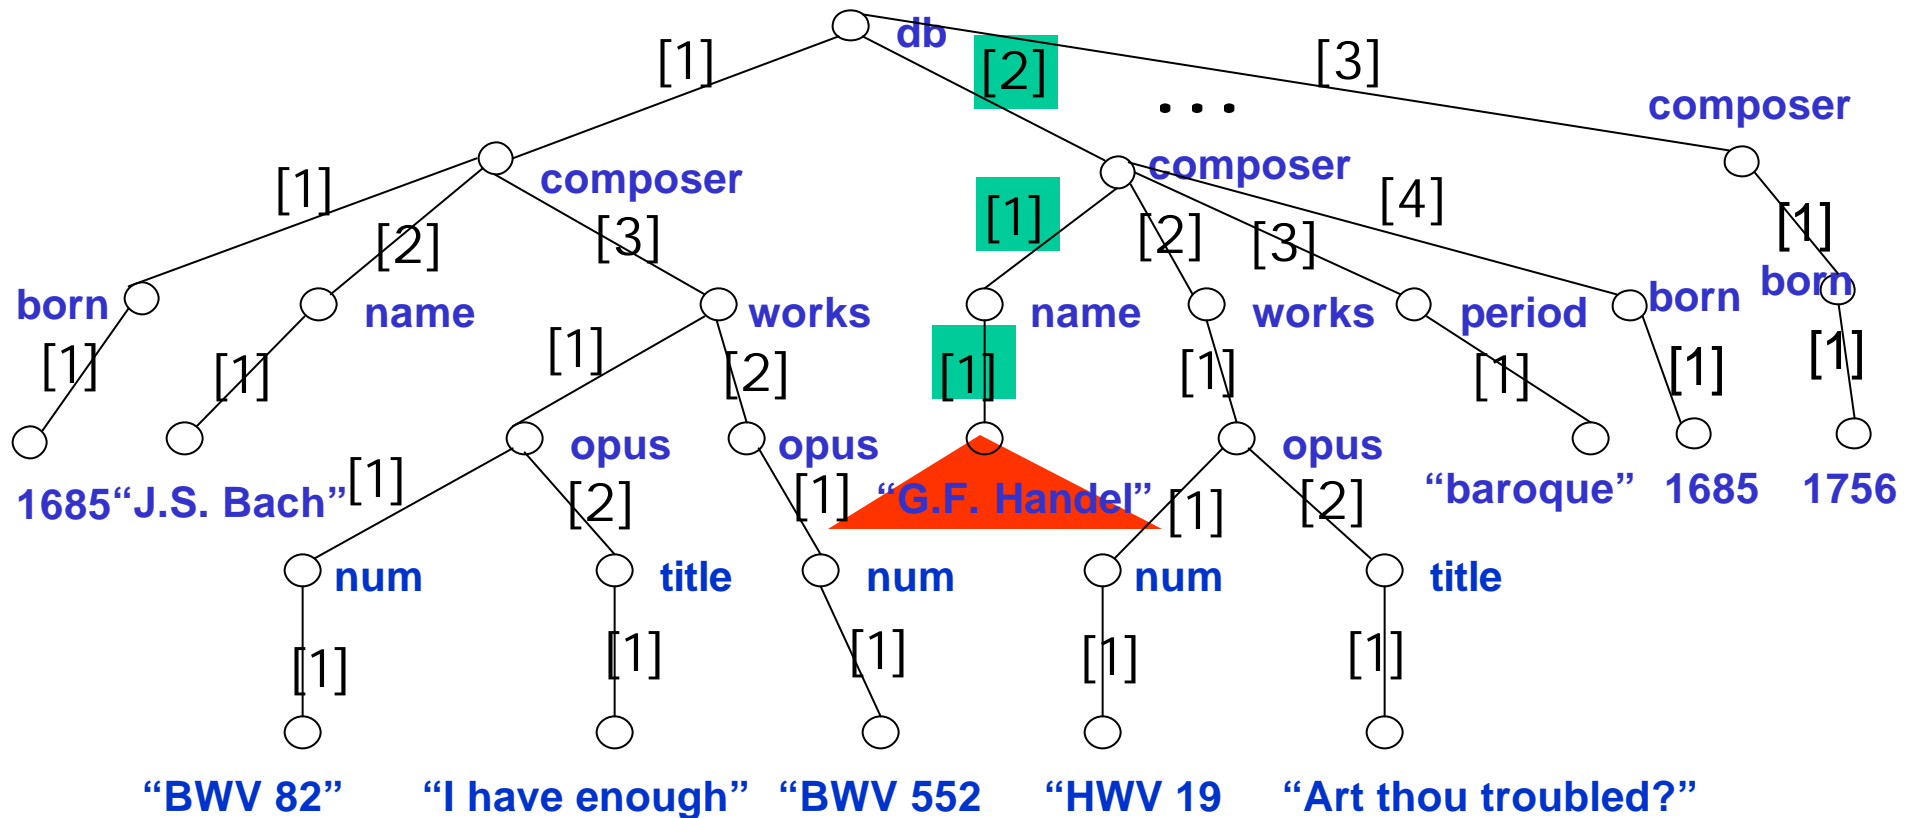 db
[1] [2] [3]
. . .
composer
composer composer
[1] [2] [3] [1] [2] [3] [4] [1]
born name works name works period born born
[1] [1] [1] [2] [1] [1] [1] [1] [1]
opus opus opus
1685 “J.S. Bach” [1] [2] [1] “G.F. Handel” [1] [2] “baroque” 1685 1756
num title num num title
[1] [1] [1] [1] [1]
“BWV 82” “I have enough” “BWV 552 “HWV 19 “Art thou troubled?”